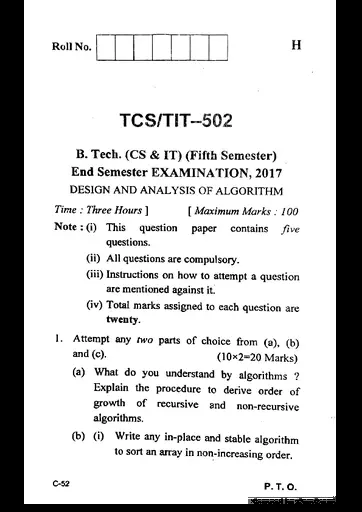 Roll No.
H
TCS/TIT--502
B. Tech. (CS & IT) (Fifth Semester)
End Semester EXAMINATION, 2017
DESIGN AND ANALYSIS OF ALGORITHM
Time : Three Hours ] [ Maximum Marks : 100
Note : (i) This question paper contains five
questions.
(ii) All questions are compulsory.
(iii) Instructions on how to attempt a question
are mentioned against it.
(iv) Total marks assigned to each question are
twenty.
1. Attempt any two parts of choice from (a), (b)
and (c). (10×2=20 Marks)
(a) What do you understand by algorithms ?
Explain the procedure to derive order of
growth of recursive and non-recursive
algorithms.
(b) (i) Write any in-place and stable algorithm
to sort an array in non-increasing order.
C-52 P. T. O.